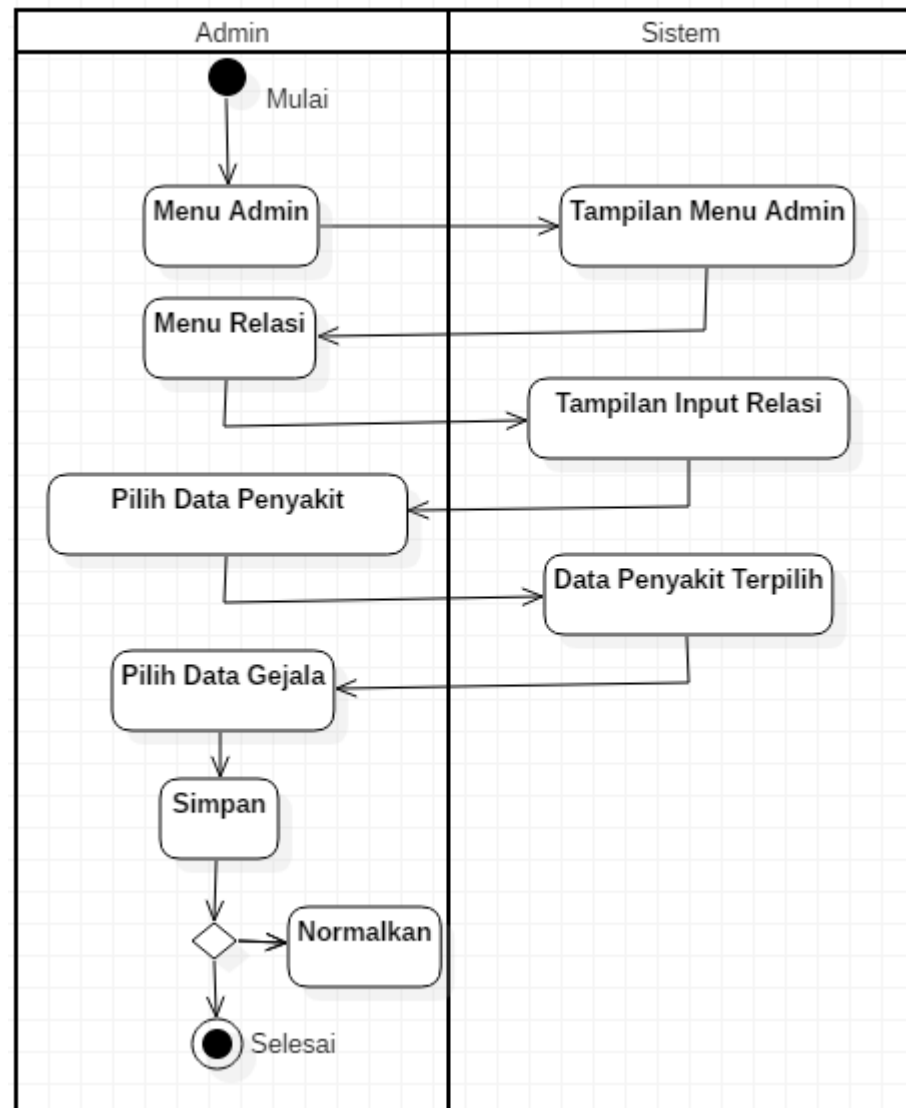 Admin
Sistem
Mulai
Menu Admin
Tampilan Menu Admin
Menu Relasi
Tampilan Input Relasi
Pilih Data Penyakit
Data Penyakit Terpilih
Pilih Data Gejala
Simpan
Normalkan
Selesai